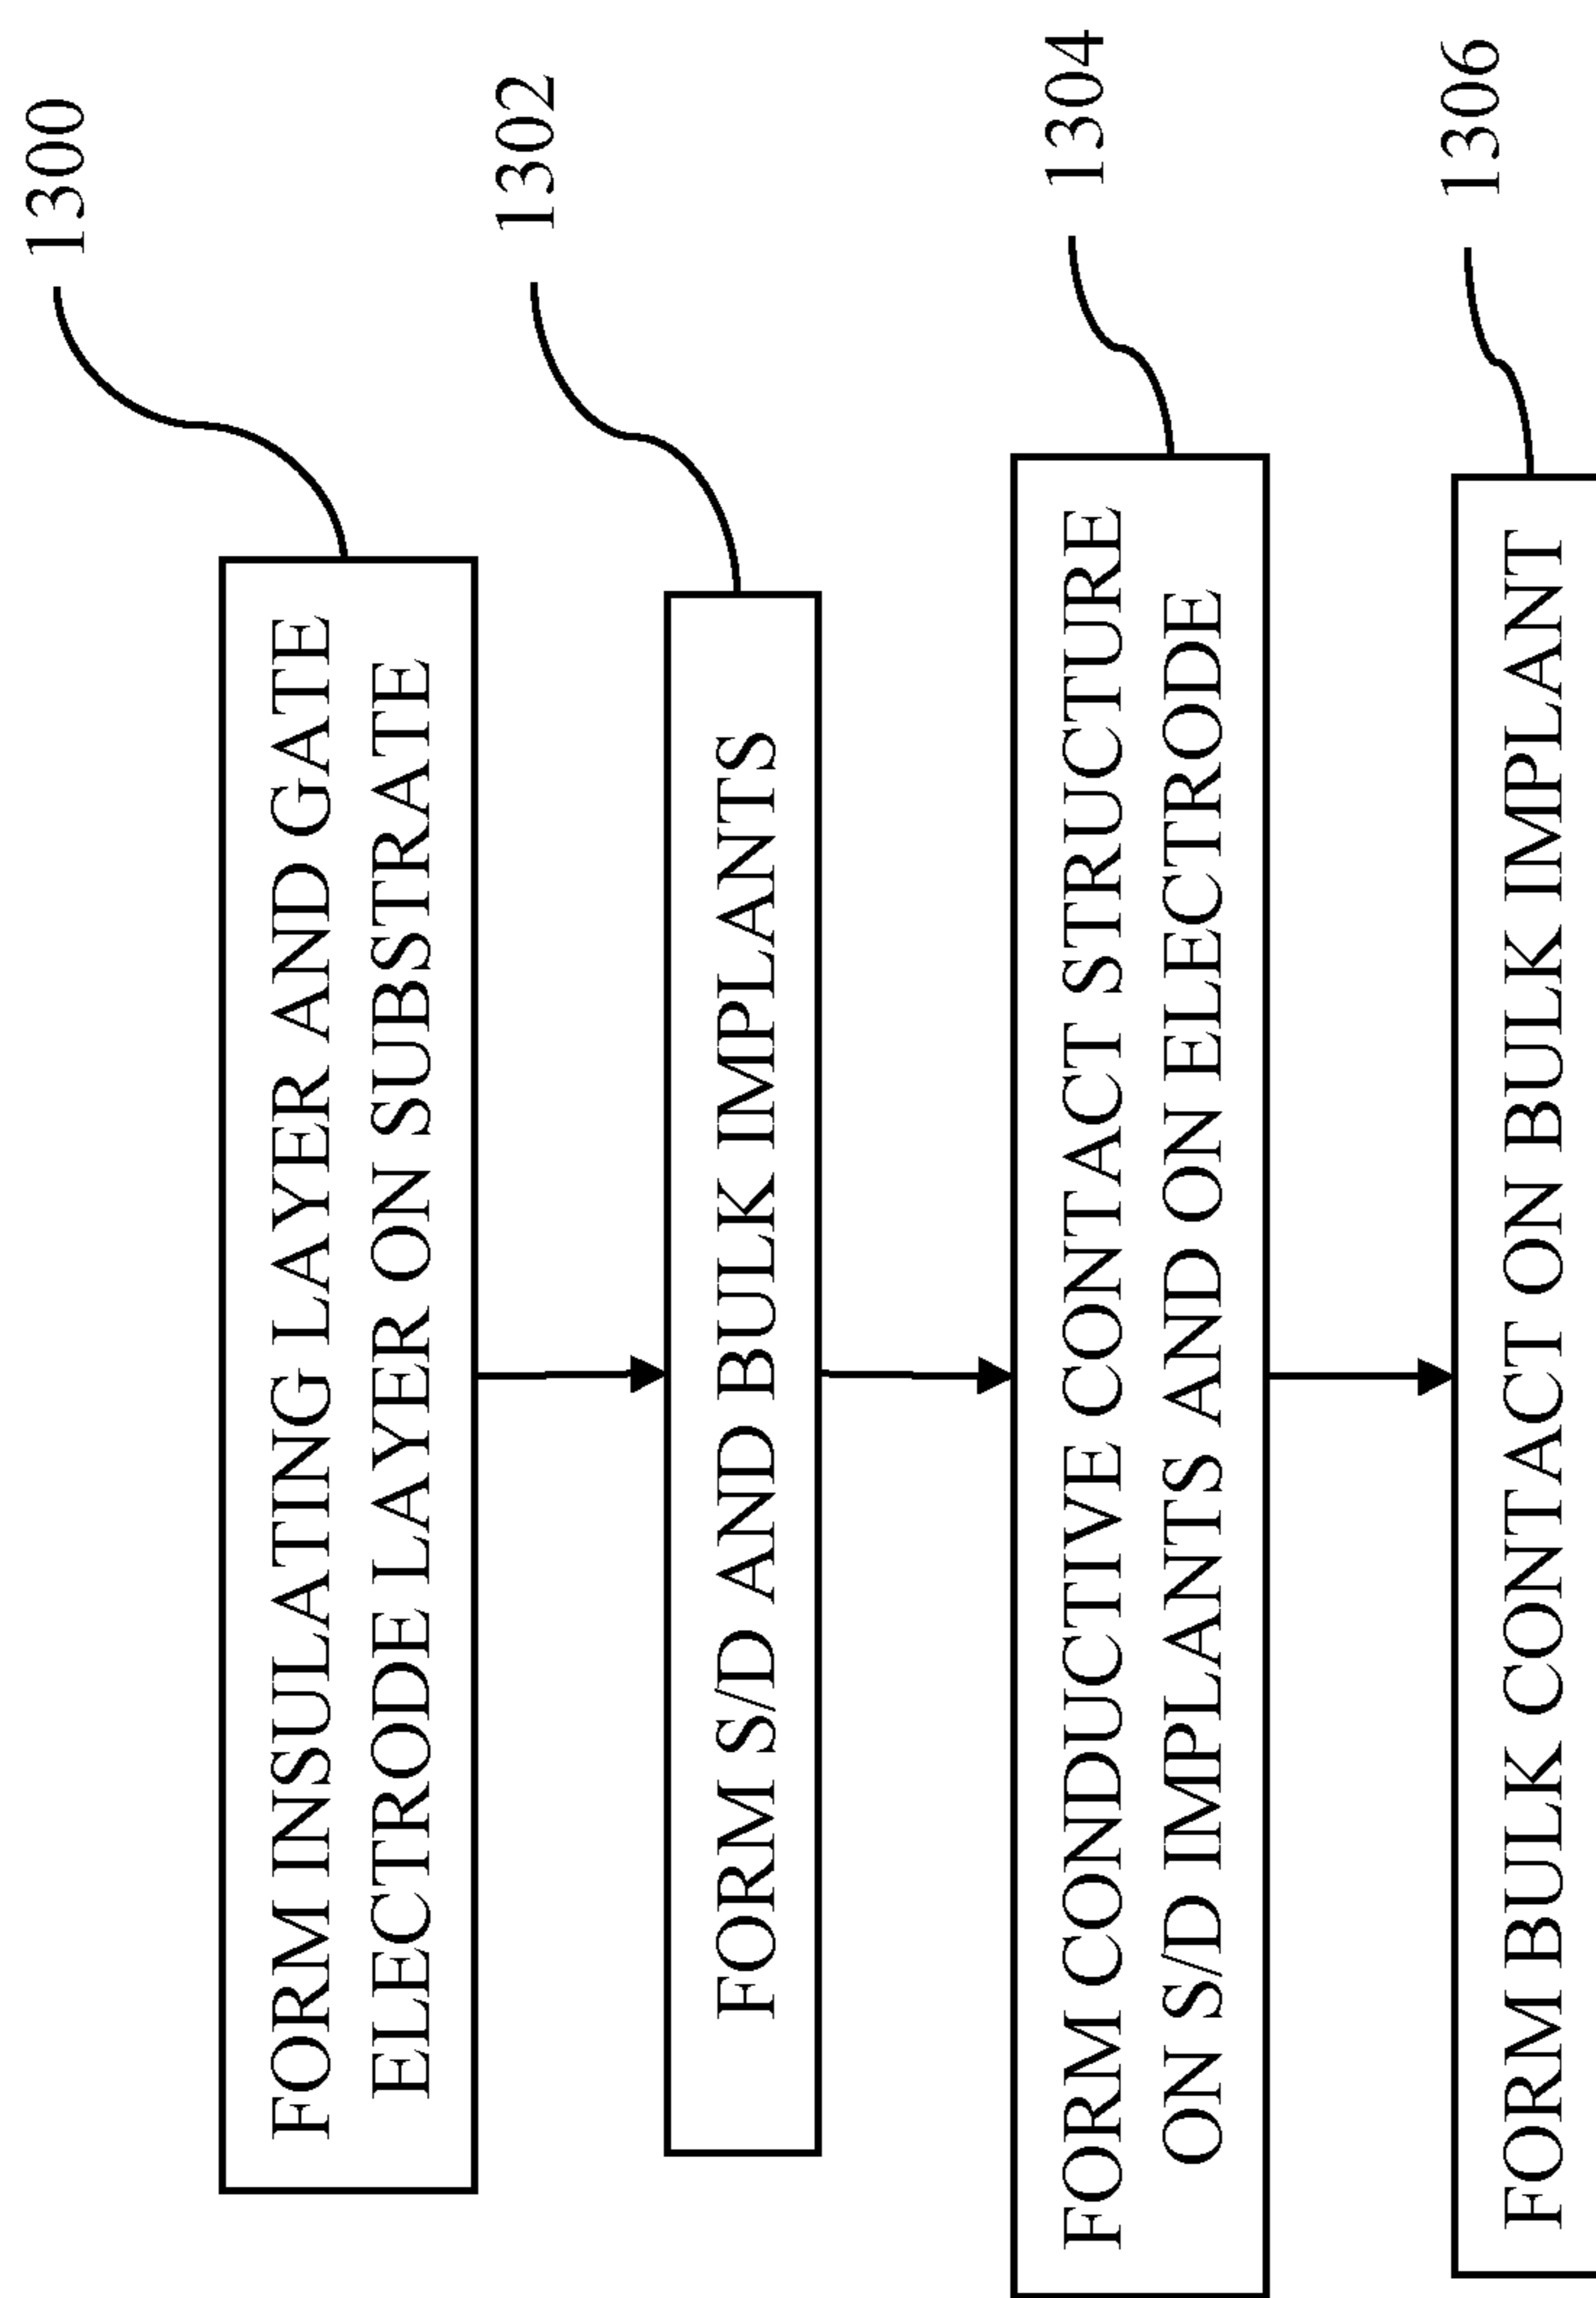 1300
FORM INSULATING LAYER AND GATE
ELECTRODE LAYER ON SUBSTRATE
1302
FORM S/D AND BULK IMPLANTS
1304
FORM CONDUCTIVE CONTACT STRUCTURE
ON S/D IMPLANTS AND ON ELECTRODE
1306
FORM BULK CONTACT ON BULK IMPLANT